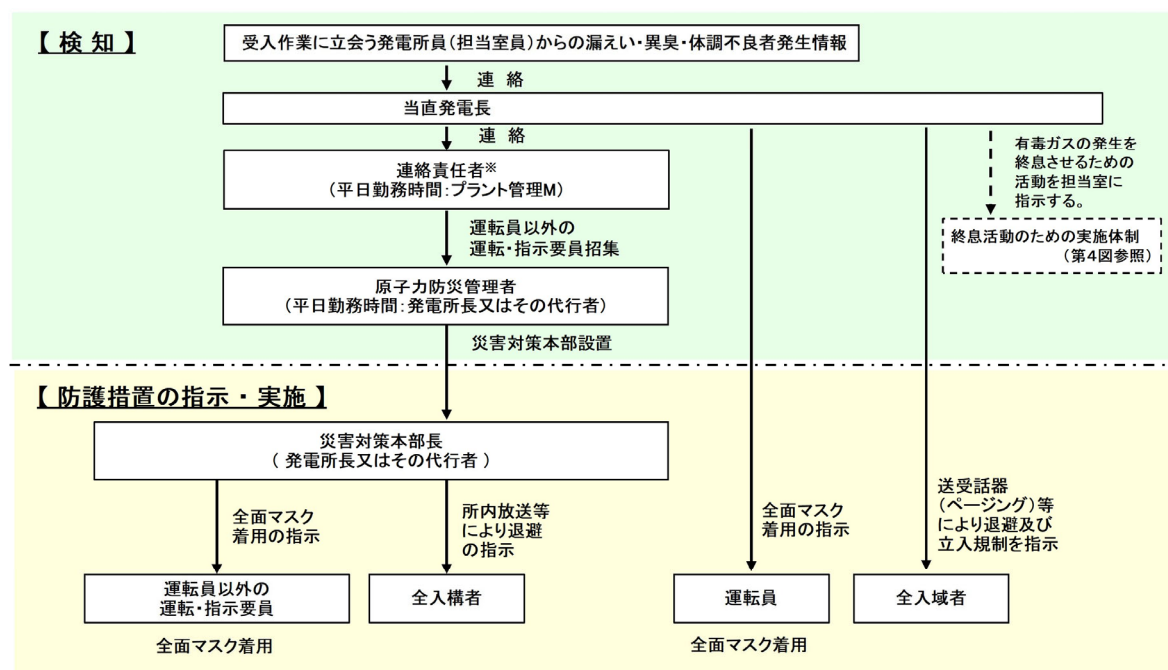 【 検 知 】
受入作業に立会う発電所員(担当室員)からの漏えい・異臭・体調不良者発生情報
連 絡
当直発電長
連 絡
連絡責任者※
(平日勤務時間:プラント管理M)
有毒ガスの発生を
終息させるための
活動を担当室に
指示する。
運転員以外の
運転・指示要員招集
終息活動のための実施体制
(第4図参照)
原子力防災管理者
(平日勤務時間:発電所長又はその代行者)
災害対策本部設置
【 防護措置の指示 ・ 実施 】
災害対策本部長
( 発電所長又はその代行者 )
全面マスク
着用の指示
所内放送等
により退避
の指示
全面マスク
着用の指示
送受話器
(ページング)等
により退避及び
立入規制を指示
運転員以外の
運転・指示要員
全入構者
運転員
全入域者
全面マスク着用
全面マスク着用